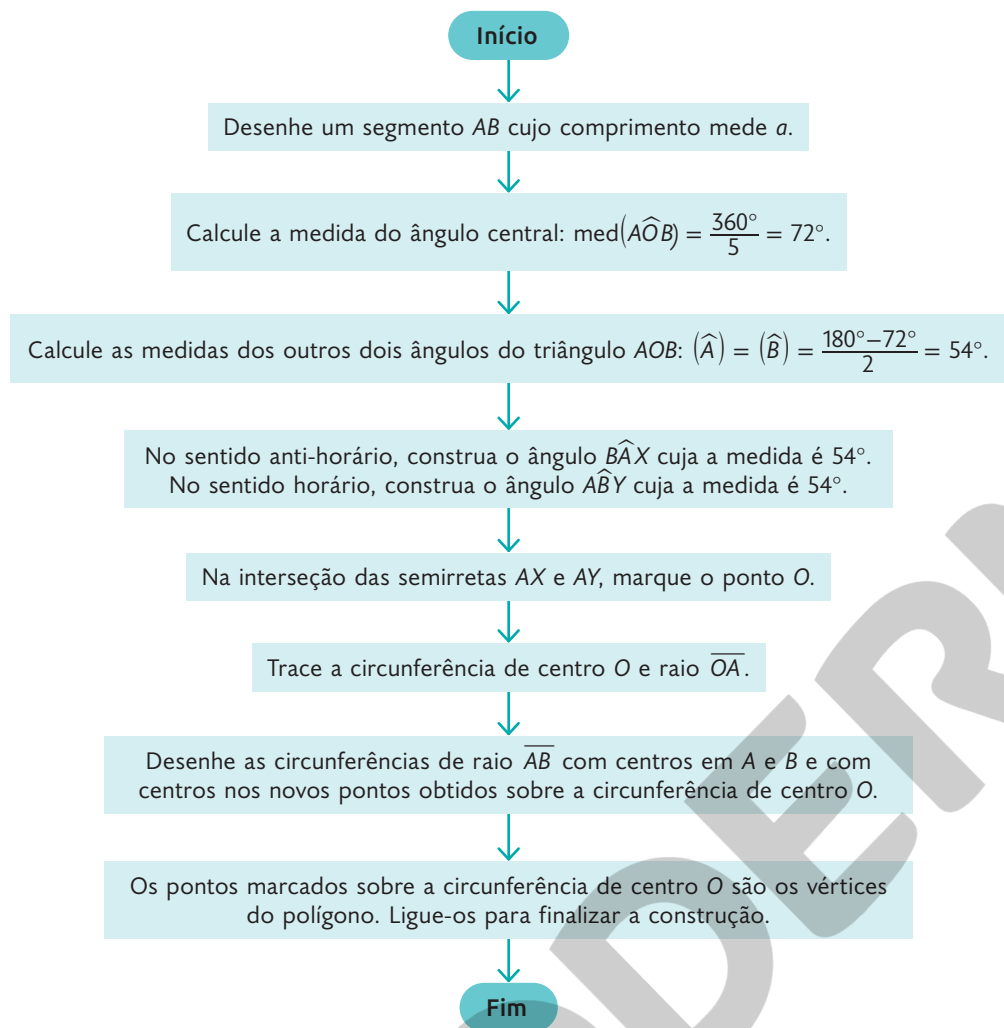 Início
Desenhe um segmento AB cujo comprimento mede a.
Calcule a medida do ângulo central: med(AÔB) = 360°/5 = 72°.
Calcule as medidas dos outros dois ângulos do triângulo AOB: (Â) = (B̂) = 180°–72°/2 = 54°.
No sentido anti-horário, construa o ângulo BÂX cuja a medida é 54°.
No sentido horário, construa o ângulo AB̂Y cuja a medida é 54°.
Na interseção das semirretas AX e AY, marque o ponto O.
Trace a circunferência de centro O e raio O̅A̅.
Desenhe as circunferências de raio A̅B̅ com centros em A e B e com
centros nos novos pontos obtidos sobre a circunferência de centro O.
Os pontos marcados sobre a circunferência de centro O são os vértices
do polígono. Ligue-os para finalizar a construção.
Fim